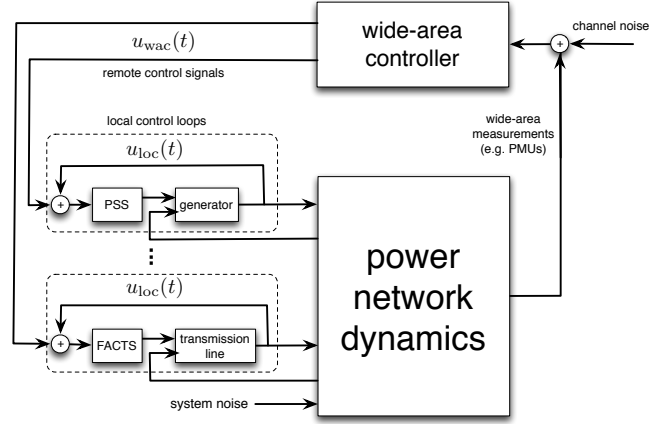 channel noise
wide-area
controller
+
u_wac(t)
remote control signals
wide-area
measurements
(e.g. PMUs)
local control loops
u_loc(t)
+
PSS
generator
power
network
dynamics
⋮
u_loc(t)
+
FACTS
transmission
line
system noise